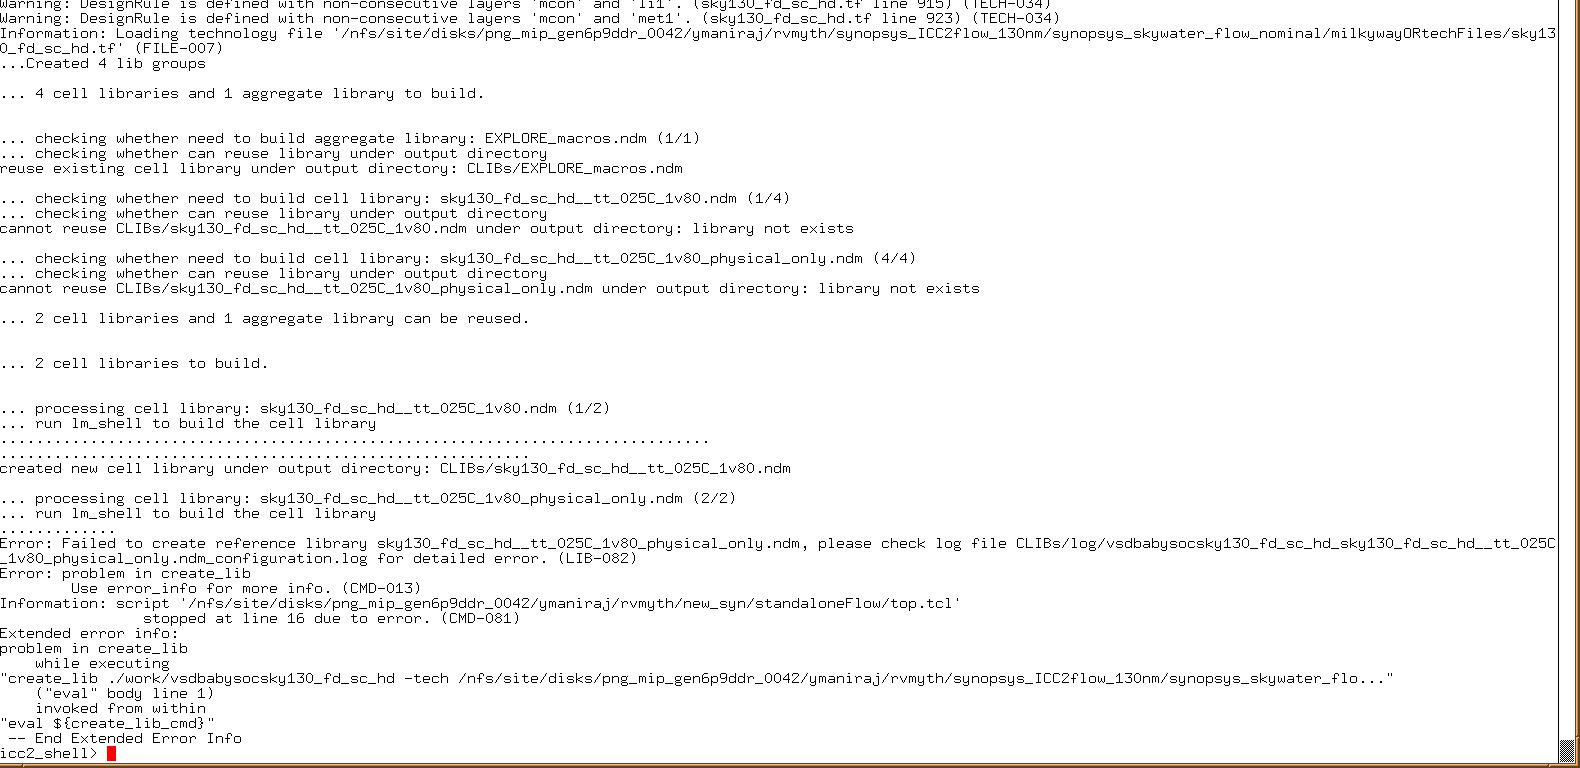 Warning: DesignRule is defined with non-consecutive layers 'mcon' and 'li1'. (sky130_fd_sc_hd.tf line 915) (TECH-034)
Warning: DesignRule is defined with non-consecutive layers 'mcon' and 'met1'. (sky130_fd_sc_hd.tf line 923) (TECH-034)
Information: Loading technology file '/nfs/site/disks/png_mip_gen6p9ddr_0042/ymaniraj/rvmyth/synopsys_ICC2flow_130nm/synopsys_skywater_flow_nominal/milkywayORtechFiles/sky13
0_fd_sc_hd.tf' (FILE-007)
...Created 4 lib groups
... 4 cell libraries and 1 aggregate library to build.
... checking whether need to build aggregate library: EXPLORE_macros.ndm (1/1)
... checking whether can reuse library under output directory
reuse existing cell library under output directory: CLIBs/EXPLORE_macros.ndm
... checking whether need to build cell library: sky130_fd_sc_hd__tt_025C_1v80.ndm (1/4)
... checking whether can reuse library under output directory
cannot reuse CLIBs/sky130_fd_sc_hd__tt_025C_1v80.ndm under output directory: library not exists
... checking whether need to build cell library: sky130_fd_sc_hd__tt_025C_1v80_physical_only.ndm (4/4)
... checking whether can reuse library under output directory
cannot reuse CLIBs/sky130_fd_sc_hd__tt_025C_1v80_physical_only.ndm under output directory: library not exists
... 2 cell libraries and 1 aggregate library can be reused.
... 2 cell libraries to build.
... processing cell library: sky130_fd_sc_hd__tt_025C_1v80.ndm (1/2)
... run lm_shell to build the cell library
...............................................................................
...........................................................
created new cell library under output directory: CLIBs/sky130_fd_sc_hd__tt_025C_1v80.ndm
... processing cell library: sky130_fd_sc_hd__tt_025C_1v80_physical_only.ndm (2/2)
... run lm_shell to build the cell library
.............
Error: Failed to create reference library sky130_fd_sc_hd__tt_025C_1v80_physical_only.ndm, please check log file CLIBs/log/vsdbabysocsky130_fd_sc_hd_sky130_fd_sc_hd__tt_025C
_1v80_physical_only.ndm_configuration.log for detailed error. (LIB-082)
Error: problem in create_lib
Use error_info for more info. (CMD-013)
Information: script '/nfs/site/disks/png_mip_gen6p9ddr_0042/ymaniraj/rvmyth/new_syn/standaloneFlow/top.tcl'
stopped at line 16 due to error. (CMD-081)
Extended error info:
problem in create_lib
while executing
"create_lib ./work/vsdbabysocsky130_fd_sc_hd -tech /nfs/site/disks/png_mip_gen6p9ddr_0042/ymaniraj/rvmyth/synopsys_ICC2flow_130nm/synopsys_skywater_flo..."
("eval" body line 1)
invoked from within
"eval ${create_lib_cmd}"
-- End Extended Error Info
icc2_shell>